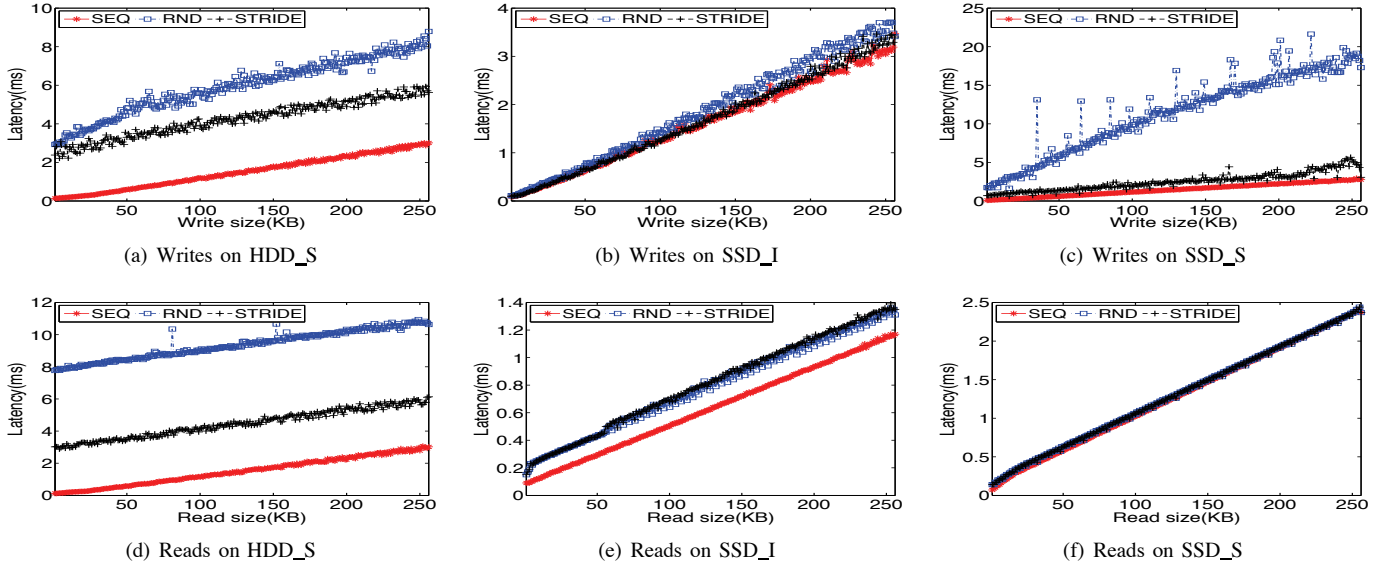 SEQ RND STRIDE
Latency(ms)
10
8
6
4
2
0
50 100 150 200 250
Write size(KB)
(a) Writes on HDD_S
SEQ RND STRIDE
Latency(ms)
4
3
2
1
0
50 100 150 200 250
Write size(KB)
(b) Writes on SSD_I
SEQ RND STRIDE
Latency(ms)
25
20
15
10
5
0
50 100 150 200 250
Write size(KB)
(c) Writes on SSD_S
SEQ RND STRIDE
Latency(ms)
12
10
8
6
4
2
0
50 100 150 200 250
Read size(KB)
(d) Reads on HDD_S
SEQ RND STRIDE
Latency(ms)
1.4
1.2
1
0.8
0.6
0.4
0.2
0
0 50 100 150 200 250
Read size(KB)
(e) Reads on SSD_I
SEQ RND STRIDE
Latency(ms)
2.5
2
1.5
1
0.5
0
50 100 150 200 250
Read size(KB)
(f) Reads on SSD_S